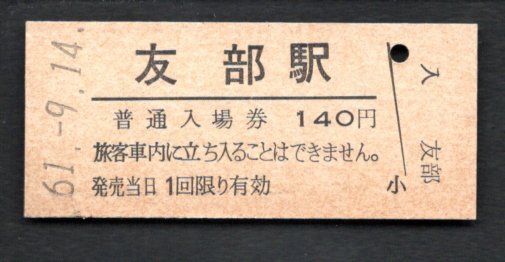 61.-9.14.
友部駅
普通入場券 140円
旅客車内に立ち入ることはできません。
発売当日1回限り有効
小
入
友部